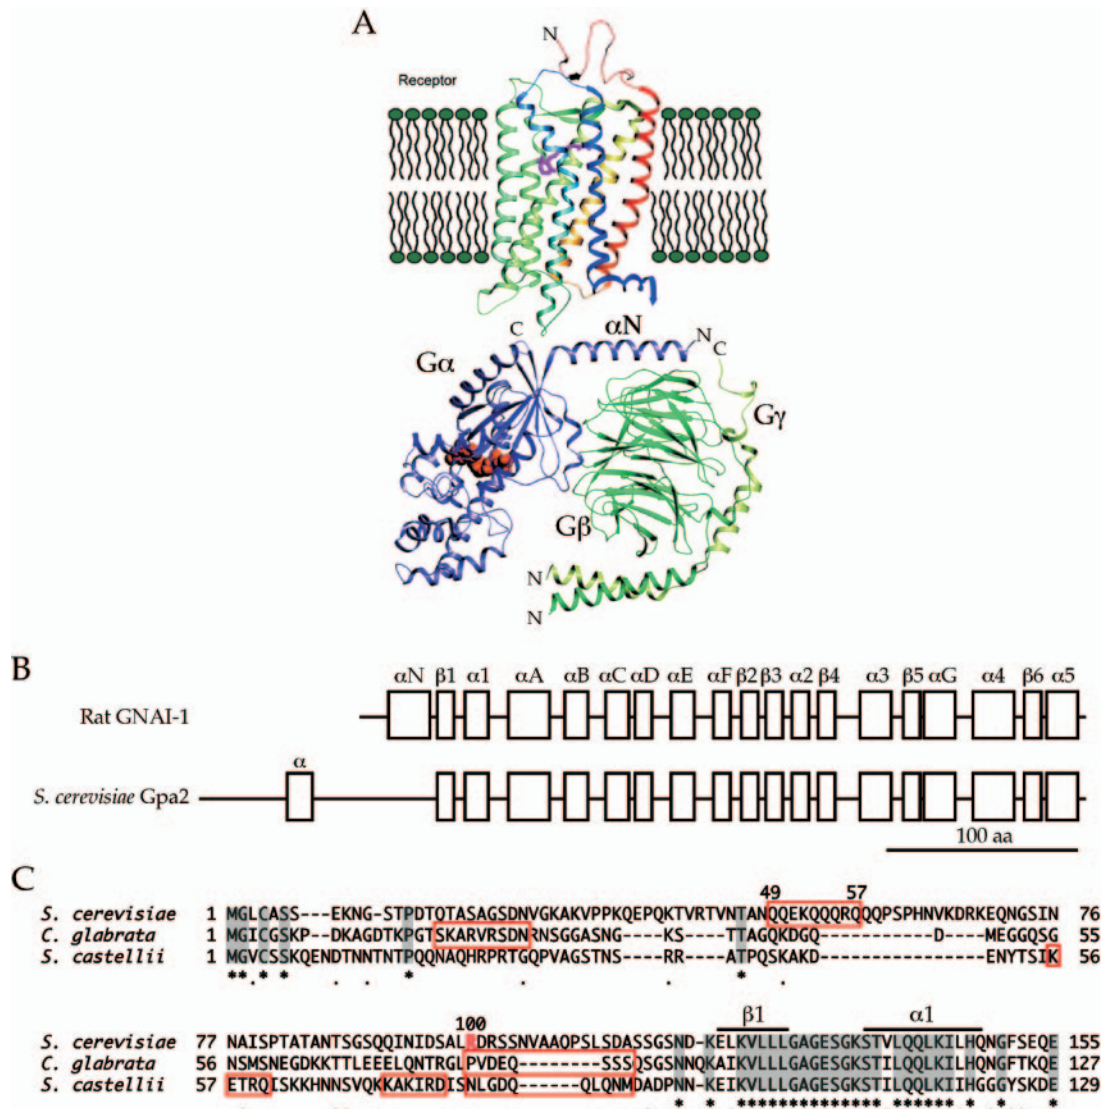 A
N
Receptor
C
αN
N
C
Gα
Gγ
Gβ
N
N
B
αN β1 α1 αA αB αC αD αE αF β2 β3 α2 β4 α3 β5 αG α4 β6 α5
Rat GNAI-1
α
S. cerevisiae Gpa2
100 aa
C
49 57
S. cerevisiae 1 MGLCASS---EKNG-STPDTQTASAGSDNVGKAKVPPKQEPQKTVRTVNTANQQEKQQQRQQQPSPHNVKDRKEQNGSIN 76
C. glabrata 1 MGICGSKP--DKAGDTKPGTSKARVRSDNRNSGGASNG----KS----TTAGQKDGQ-----------D----MEGGQSG 55
S. castellii 1 MGVCSSKQENDTNNTNTPQQNAQHRPRTGQPVAGSTNS----RR----ATPQSKAKD----------------ENYTSIK 56
**.*.* . . * . . * .
100 β1 α1
S. cerevisiae 77 NAISPTATANTSGSQQINIDSALRDRSSNVAAQPSLSDASSGSND-KELKVLLLGAGESGKSTVLQQLKILHQNGFSEQE 155
C. glabrata 56 NSMSNEGDKKTTLEEELQNTRGLPVDEQ--------SSSQSGSNNQKAIKVLLLGAGESGKSTILQQLKILHQNGFTKQE 127
S. castellii 57 ETRQISKKHNNSVQKKAKIRDISNLGDQ------QLQNMDADPNN-KEIKVLLLGAGESGKSTILQQLKIIHGGGYSKDE 129
* * **************** ******* * * *